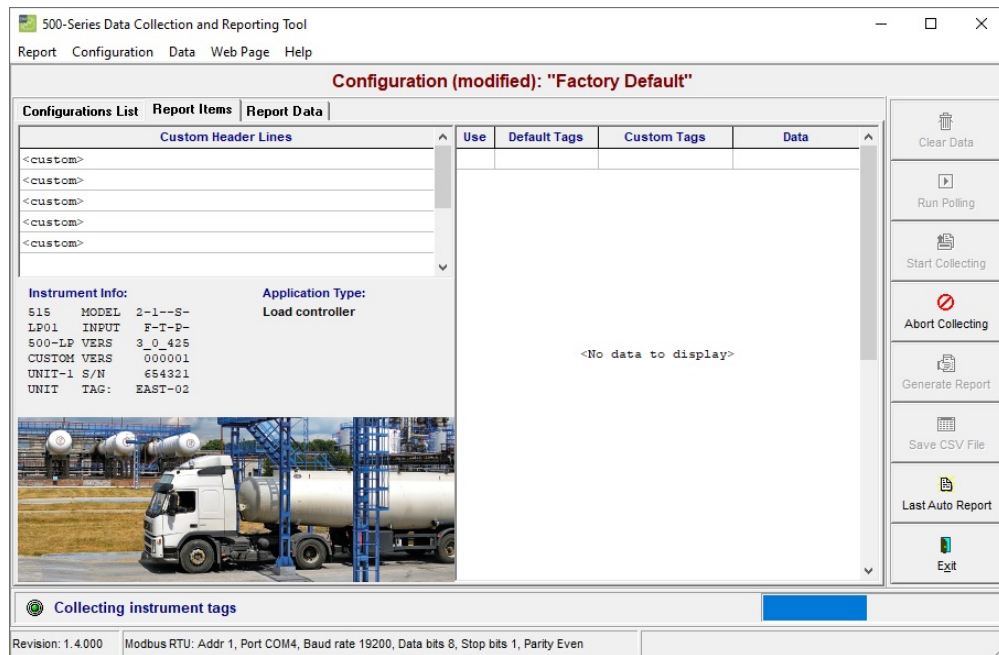 500-Series Data Collection and Reporting Tool
Report Configuration Data Web Page Help
Configuration (modified): "Factory Default"
Configurations List Report Items Report Data
Custom Header Lines
<custom>
<custom>
<custom>
<custom>
<custom>
Instrument Info:
515 MODEL 2-1--S-
LP01 INPUT F-T-P-
500-LP VERS 3_0_425
CUSTOM VERS 000001
UNIT-1 S/N 654321
UNIT TAG: EAST-02
Application Type:
Load controller
Use Default Tags Custom Tags Data
<No data to display>
Clear Data
Run Polling
Start Collecting
Abort Collecting
Generate Report
Save CSV File
Last Auto Report
Exit
Collecting instrument tags
Revision: 1.4.000 Modbus RTU: Addr 1, Port COM4, Baud rate 19200, Data bits 8, Stop bits 1, Parity Even